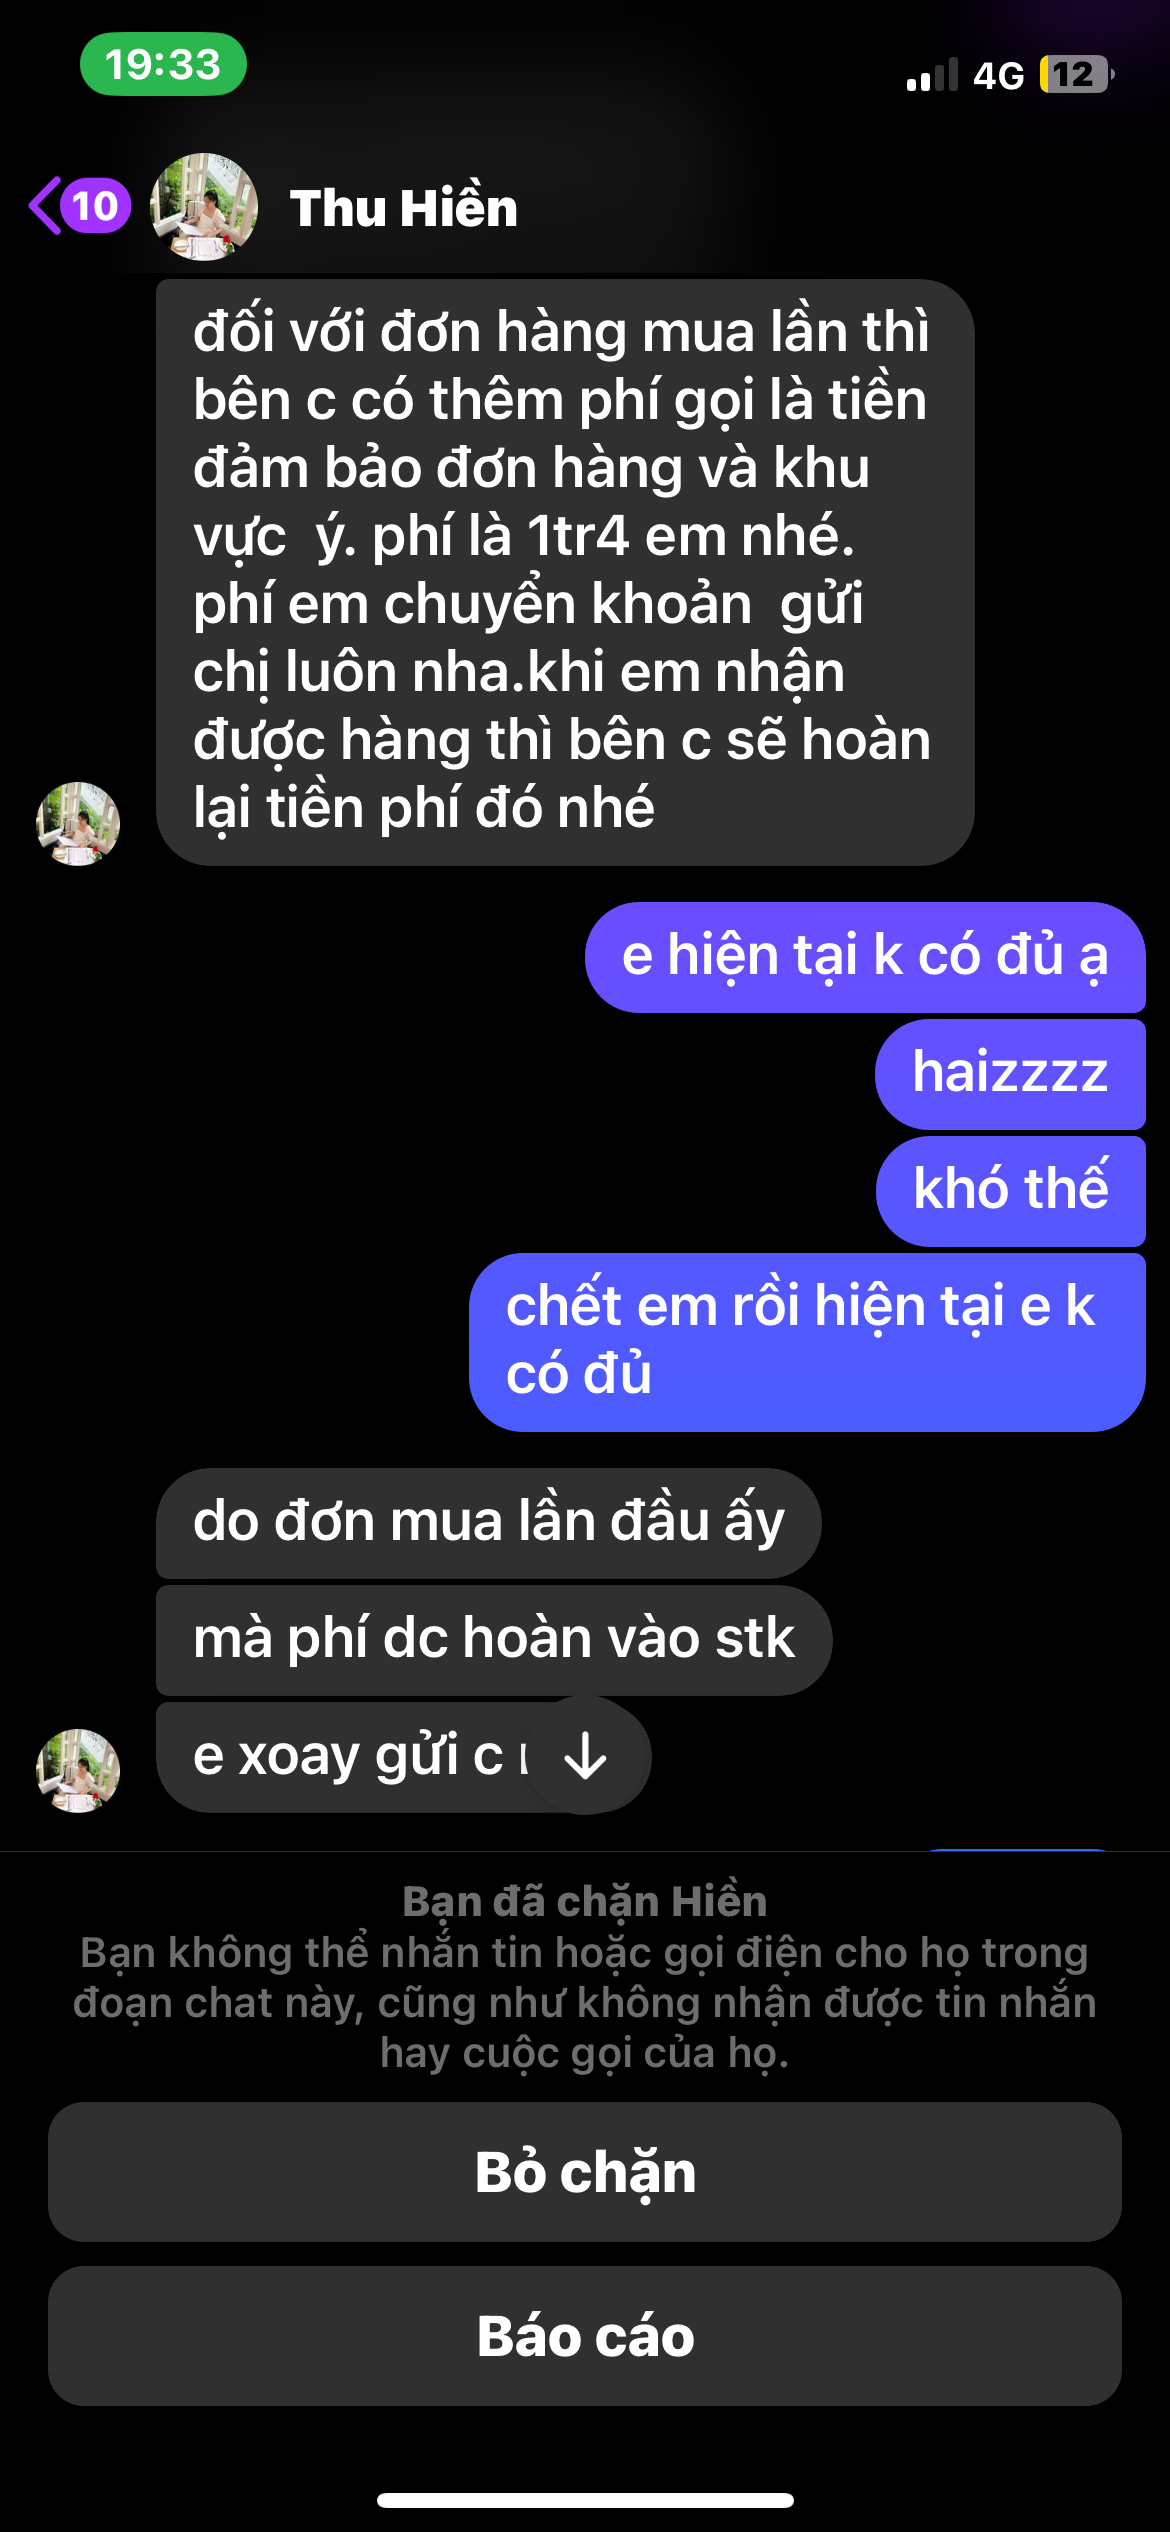 19:33
4G
12
10
Thu Hiền
đối với đơn hàng mua lần thì
bên c có thêm phí gọi là tiền
đảm bảo đơn hàng và khu
vực  ý. phí là 1tr4 em nhé.
phí em chuyển khoản  gửi
chị luôn nha.khi em nhận
được hàng thì bên c sẽ hoàn
lại tiền phí đó nhé
e hiện tại k có đủ ạ
haizzzz
khó thế
chết em rồi hiện tại e k
có đủ
do đơn mua lần đầu ấy
mà phí dc hoàn vào stk
e xoay gửi c
Bạn đã chặn Hiền
Bạn không thể nhắn tin hoặc gọi điện cho họ trong
đoạn chat này, cũng như không nhận được tin nhắn
hay cuộc gọi của họ.
Bỏ chặn
Báo cáo